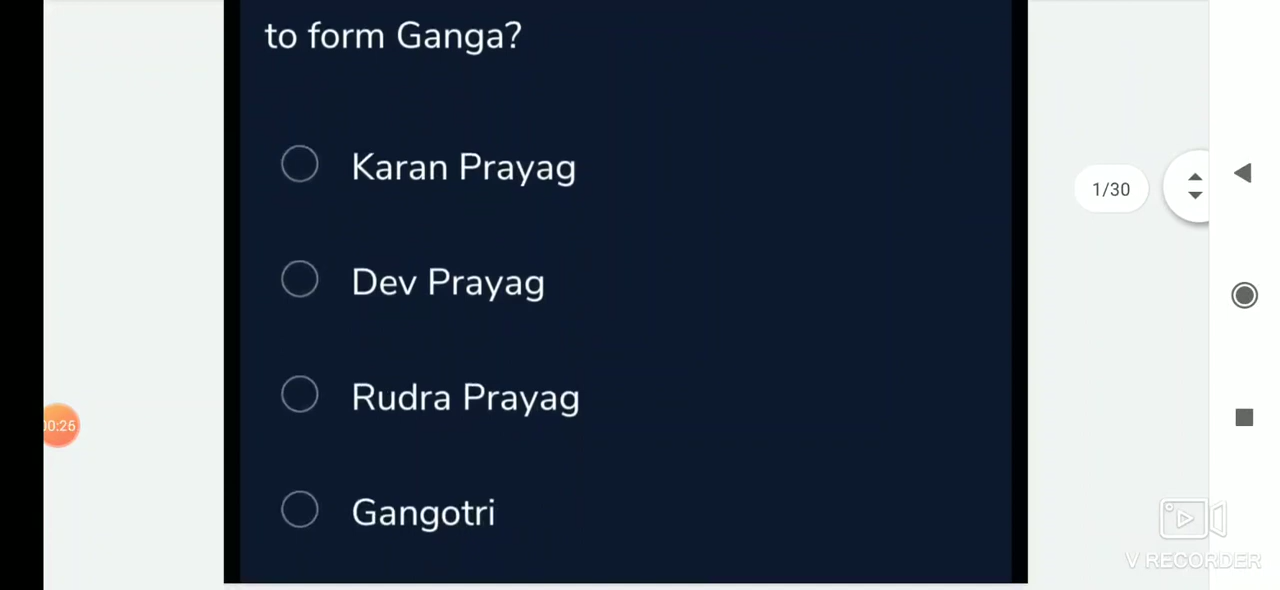 to form Ganga?
Karan Prayag
1/30
Dev Prayag
Rudra Prayag
00:26
Gangotri
V RECORDER